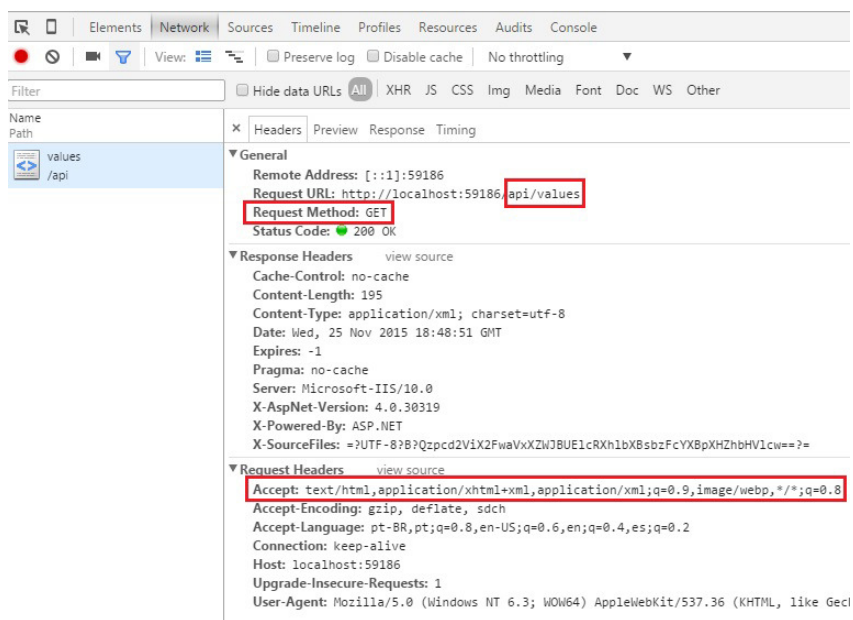 Elements Network Sources Timeline Profiles Resources Audits Console
View: Preserve log Disable cache No throttling
Filter Hide data URLs All XHR JS CSS Img Media Font Doc WS Other
Name
Path
values
/api
× Headers Preview Response Timing
General
Remote Address: [::1]:59186
Request URL: http://localhost:59186/api/values
Request Method: GET
Status Code: 200 OK
Response Headers view source
Cache-Control: no-cache
Content-Length: 195
Content-Type: application/xml; charset=utf-8
Date: Wed, 25 Nov 2015 18:48:51 GMT
Expires: -1
Pragma: no-cache
Server: Microsoft-IIS/10.0
X-AspNet-Version: 4.0.30319
X-Powered-By: ASP.NET
X-SourceFiles: =?UTF-8?B?Qzpcd2ViX2FwaVxXZWJBUElcRXhlbXBsbzFcYXBpXHZhbHVlcw==?=
Request Headers view source
Accept: text/html,application/xhtml+xml,application/xml;q=0.9,image/webp,*/*;q=0.8
Accept-Encoding: gzip, deflate, sdch
Accept-Language: pt-BR,pt;q=0.8,en-US;q=0.6,en;q=0.4,es;q=0.2
Connection: keep-alive
Host: localhost:59186
Upgrade-Insecure-Requests: 1
User-Agent: Mozilla/5.0 (Windows NT 6.3; WOW64) AppleWebKit/537.36 (KHTML, like Gec